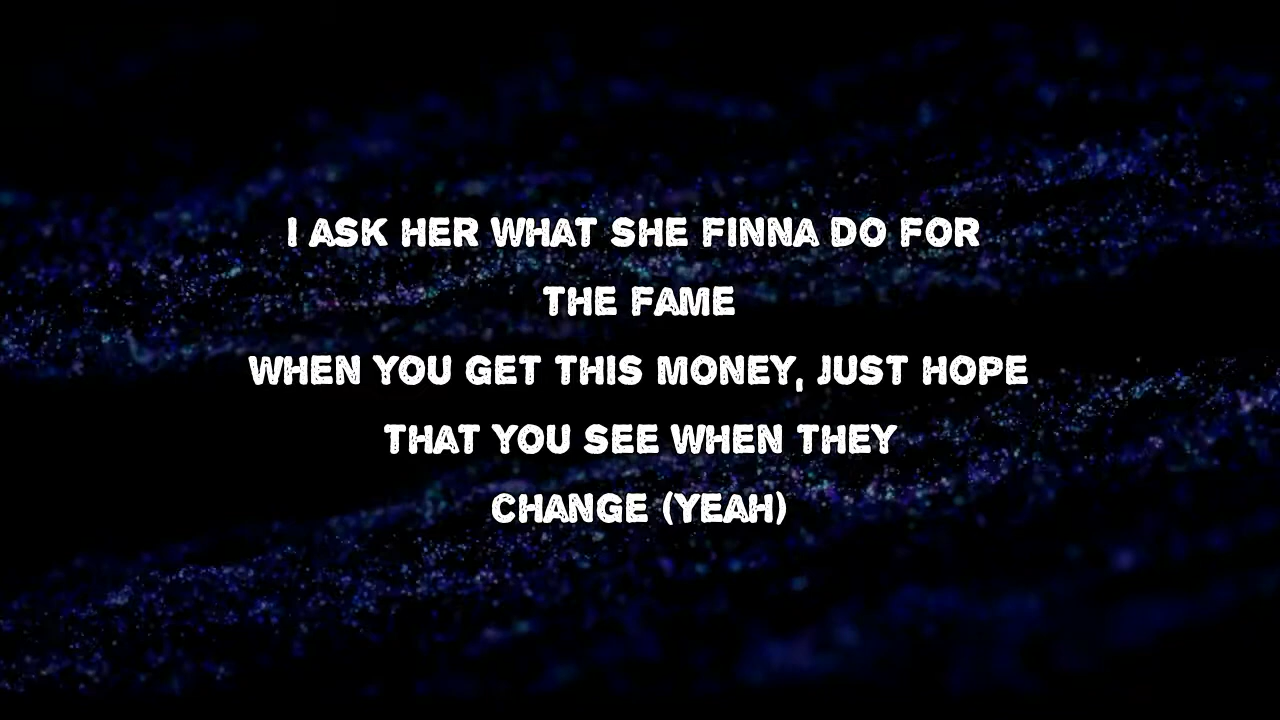 I ASK HER WHAT SHE FINNA DO FOR
THE FAME
WHEN YOU GET THIS MONEY, JUST HOPE
THAT YOU SEE WHEN THEY
CHANGE (YEAH)